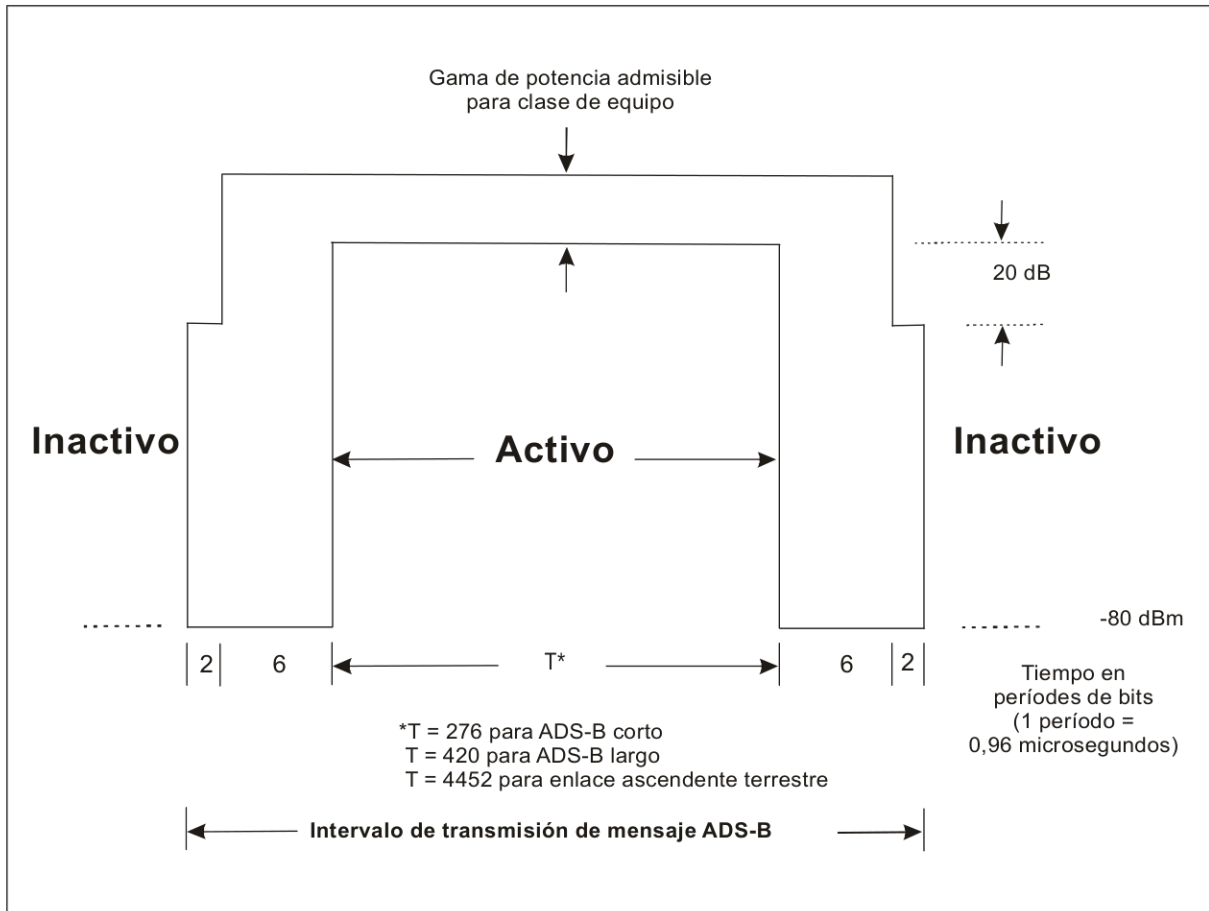 Gama de potencia admisible
para clase de equipo
20 dB
Inactivo
Activo
Inactivo
-80 dBm
2
6
T*
6
2
Tiempo en
períodes de bits
(1 período =
0,96 microsegundos)
*T = 276 para ADS-B corto
T = 420 para ADS-B largo
T = 4452 para enlace ascendente terrestre
Intervalo de transmisión de mensaje ADS-B